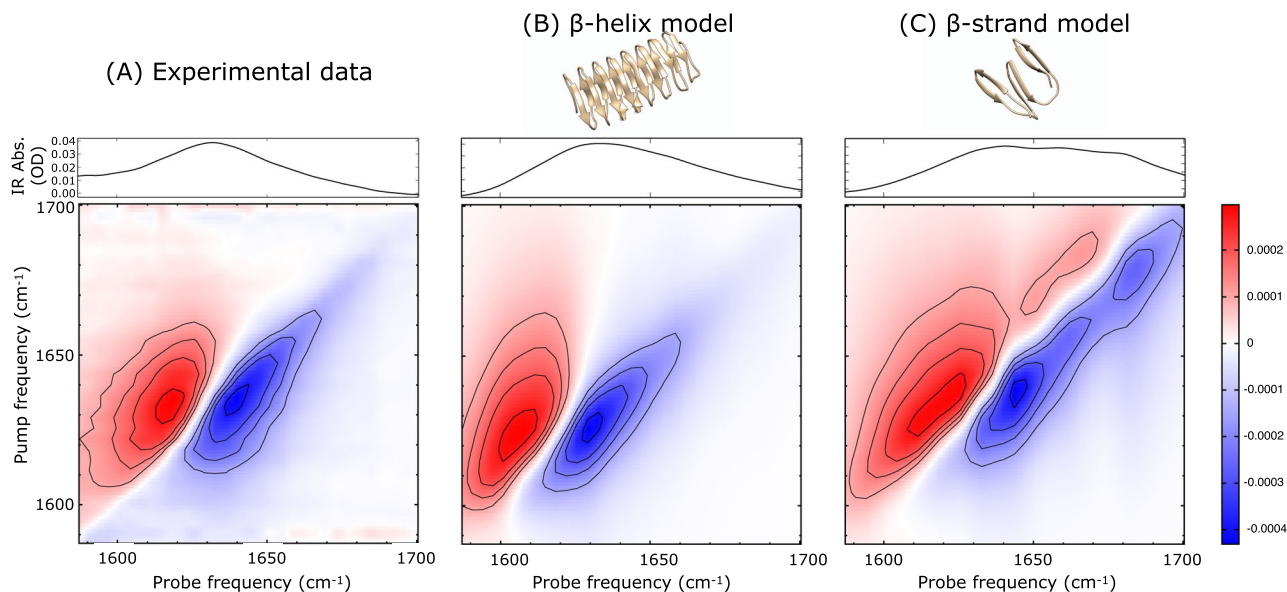 (B) β-helix model
(C) β-strand model
(A) Experimental data
IR Abs.
(OD)
0.04
0.03
0.02
0.01
0.00
Pump frequency (cm-1)
1700
1650
1600
1600
1650
1700
Probe frequency (cm-1)
1600
1650
1700
Probe frequency (cm-1)
1600
1650
1700
Probe frequency (cm-1)
0.0002
0.0001
0
-0.0001
-0.0002
-0.0003
-0.0004